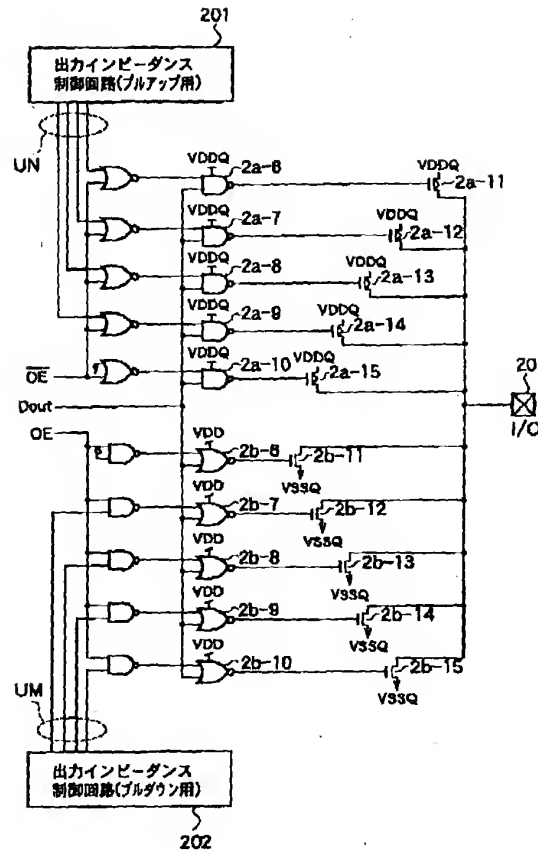 201
出力インピーダンス
制御回路(プルアップ用)
UN
VDDQ
2a-6
VDDQ
2a-11
VDDQ
2a-7
VDDQ
2a-12
VDDQ
2a-8
VDDQ
2a-13
VDDQ
2a-9
VDDQ
2a-14
VDDQ
2a-10
VDDQ
2a-15
OE
Dout
OE
20
I/O
VDD
2b-6
2b-11
VSSQ
VDD
2b-7
2b-12
VSSQ
VDD
2b-8
2b-13
VSSQ
VDD
2b-9
2b-14
VSSQ
VDD
2b-10
2b-15
VSSQ
UM
出力インピーダンス
制御回路(プルダウン用)
202